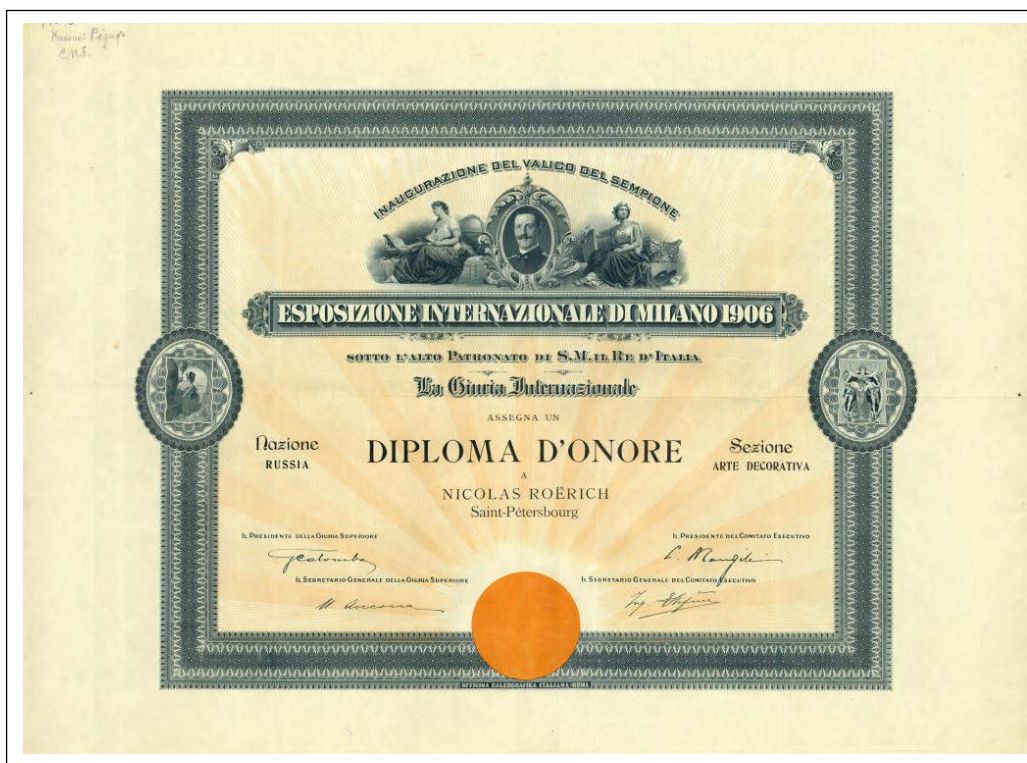 С.П.Б.
INAUGURAZIONE DEL VALICO DEL SEMPIONE
ESPOSIZIONE INTERNAZIONALE DI MILANO 1906
SOTTO L'ALTO PATRONATO DI S.M. IL RE D'ITALIA
La Giuria Internazionale
ASSEGNA UN
DIPLOMA D'ONORE
Nazione
RUSSIA
Sezione
ARTE DECORATIVA
A
NICOLAS ROËRICH
Saint-Pétersbourg
IL PRESIDENTE DELLA GIURIA SUPERIORE
GColombo
IL PRESIDENTE DEL COMITATO ESECUTIVO
IL SEGRETARIO GENERALE DELLA GIURIA SUPERIORE
IL SEGRETARIO GENERALE DEL COMITATO ESECUTIVO
U. Ancona
OFFICINA CALCOGRAFICA ITALIANA-ROMA